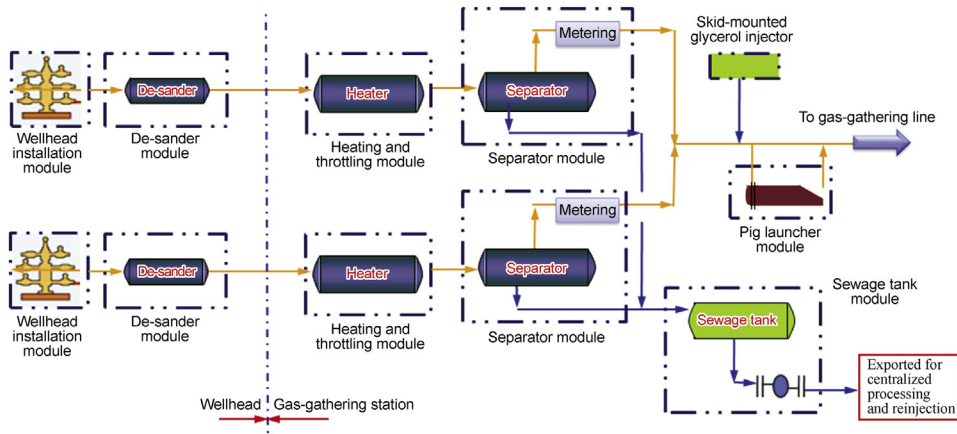 Skid-mounted
glycerol injector
Metering
De-sander
Heater
Separator
To gas-gathering line
Wellhead
installation
module
De-sander
module
Heating and
throttling module
Separator module
Metering
Pig launcher
module
De-sander
Heater
Separator
Sewage tank
module
Wellhead
installation
module
De-sander
module
Heating and
throttling module
Separator module
Sewage tank
Exported for
centralized
processing
and reinjection
Wellhead
Gas-gathering station